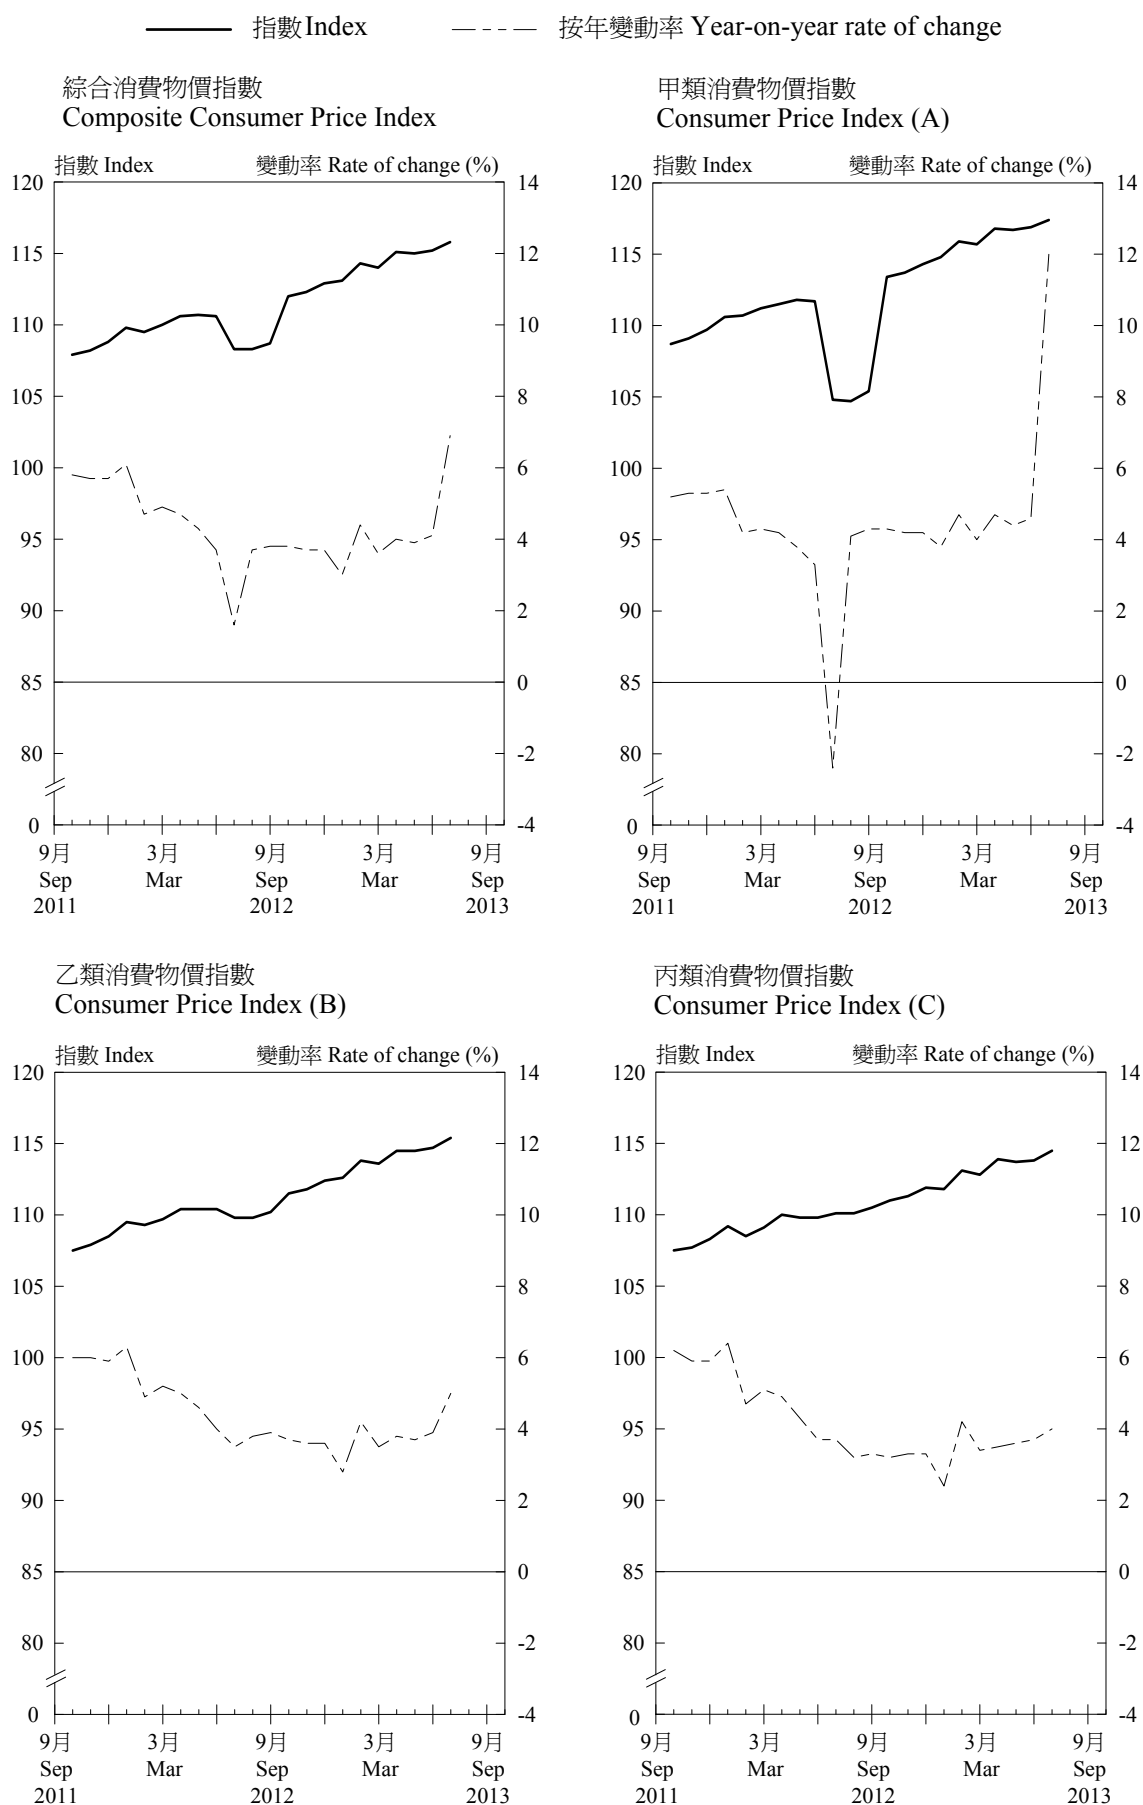 指數 Index
按年變動率 Year-on-year rate of change
綜合消費物價指數
Composite Consumer Price Index
指數 Index
變動率 Rate of change (%)
120
115
110
105
100
95
90
85
80
0
14
12
10
8
6
4
2
0
-2
-4
9月 3月 9月 3月 9月
Sep Mar Sep Mar Sep
2011 2012 2013
甲類消費物價指數
Consumer Price Index (A)
指數 Index
變動率 Rate of change (%)
120
115
110
105
100
95
90
85
80
0
14
12
10
8
6
4
2
0
-2
-4
9月 3月 9月 3月 9月
Sep Mar Sep Mar Sep
2011 2012 2013
乙類消費物價指數
Consumer Price Index (B)
指數 Index
變動率 Rate of change (%)
120
115
110
105
100
95
90
85
80
0
14
12
10
8
6
4
2
0
-2
-4
9月 3月 9月 3月 9月
Sep Mar Sep Mar Sep
2011 2012 2013
丙類消費物價指數
Consumer Price Index (C)
指數 Index
變動率 Rate of change (%)
120
115
110
105
100
95
90
85
80
0
14
12
10
8
6
4
2
0
-2
-4
9月 3月 9月 3月 9月
Sep Mar Sep Mar Sep
2011 2012 2013